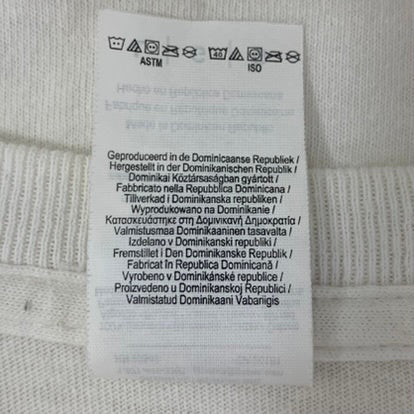 40
ASTM ISO
Geproduceerd in de Dominicaanse Republiek /
Hergestellt in der Dominikanischen Republik /
Dominikai Köztársaságban gyártott /
Fabbricato nella Repubblica Dominicana /
Tillverkad i Dominikanska republiken /
Wyprodukowano na Dominikanie /
Κατασκευάστηκε στη Δομινικανή Δημοκρατία /
Valmistusmaa Dominikaaninen tasavalta /
Izdelano v Dominikanski republiki /
Fremstillet i Den Dominikanske Republik /
Fabricat în Republica Dominicană /
Vyrobeno v Dominikánské republice /
Proizvedeno u Dominikanskoj Republici /
Valmistatud Dominikaani Vabariigis